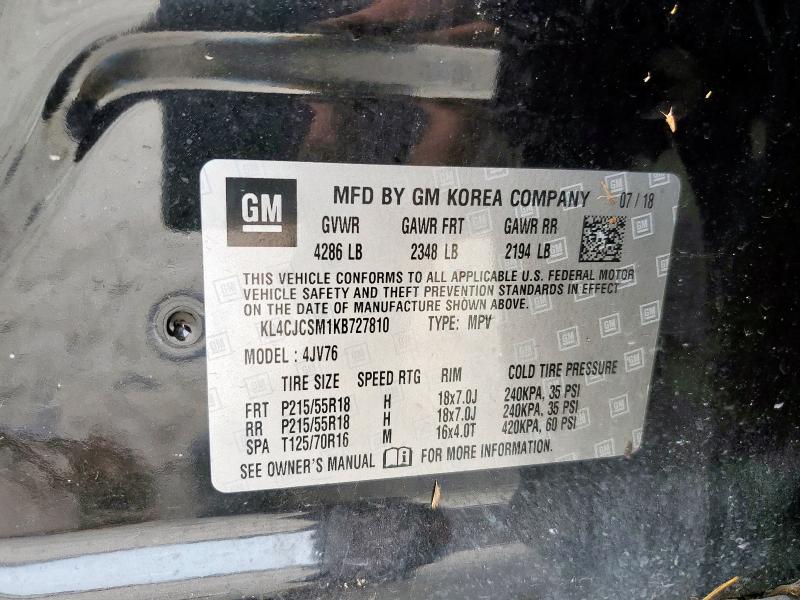 GM MFD BY GM KOREA COMPANY 07 / 18
GVWR GAWR FRT GAWR RR
4286 LB 2348 LB 2194 LB
THIS VEHICLE CONFORMS TO ALL APPLICABLE U.S. FEDERAL MOTOR
VEHICLE SAFETY AND THEFT PREVENTION STANDARDS IN EFFECT
ON THE DATE OF MANUFACTURE SHOWN ABOVE.
KL4CJCSM1KB727810 TYPE: MPV
MODEL : 4JV76
TIRE SIZE SPEED RTG RIM COLD TIRE PRESSURE
FRT P215/55R18 H 18x7.0J 240KPA, 35 PSI
RR P215/55R18 H 18x7.0J 240KPA, 35 PSI
SPA T125/70R16 M 16x4.0T 420KPA, 60 PSI
SEE OWNER'S MANUAL FOR MORE INFORMATION.